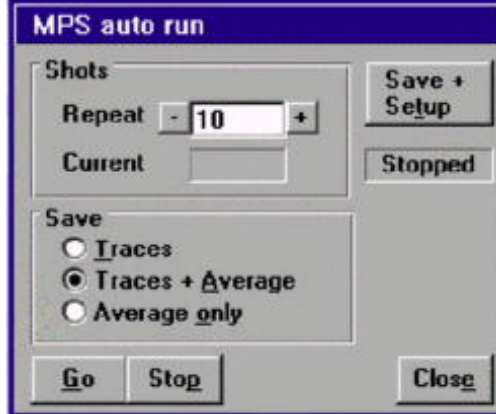 MPS auto run
Shots
Repeat - 10 +
Current
Save +
Setup
Stopped
Save
Traces
Traces + Average
Average only
Go
Stop
Close